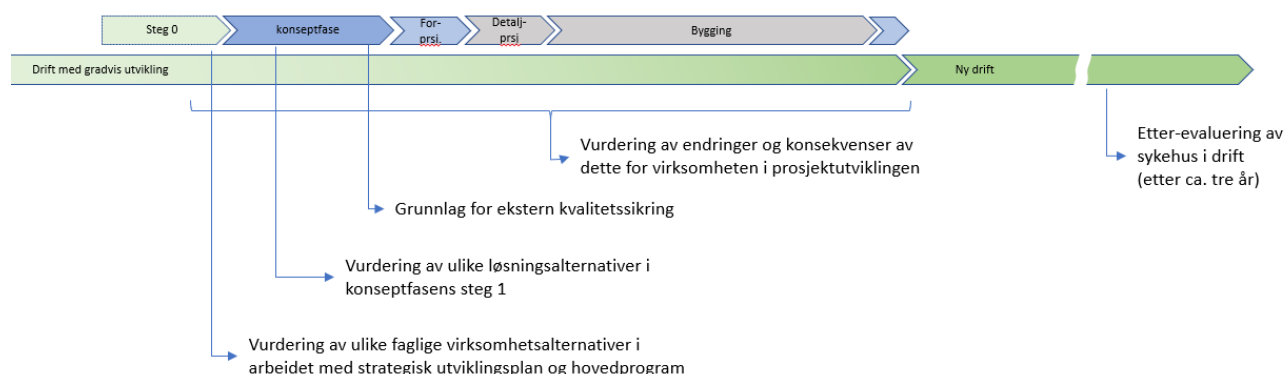 Steg 0
konseptfase
For-
prsj.
Detalj-
prsj
Bygging
Drift med gradvis utvikling
Ny drift
Vurdering av endringer og konsekvenser av
dette for virksomheten i prosjektutviklingen
Etter-evaluering av
sykehus i drift
(etter ca. tre år)
Grunnlag for ekstern kvalitetssikring
Vurdering av ulike løsningsalternativer i
konseptfasens steg 1
Vurdering av ulike faglige virksomhetsalternativer i
arbeidet med strategisk utviklingsplan og hovedprogram